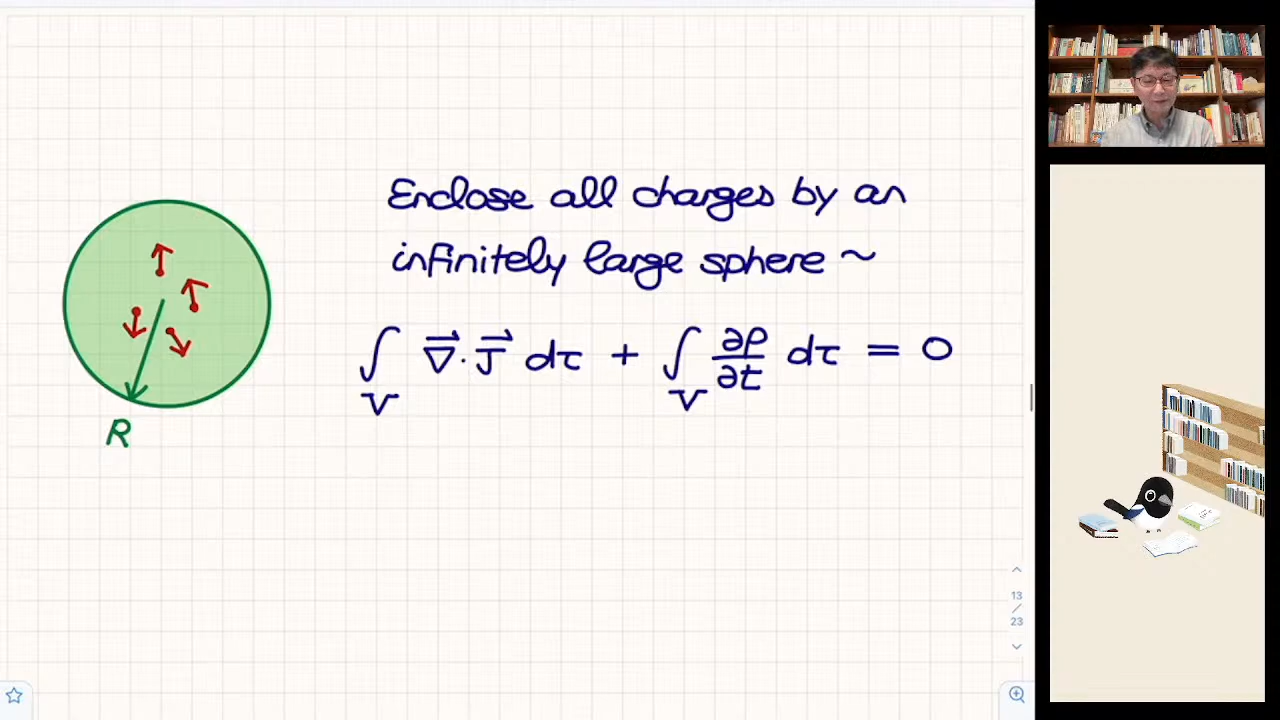 Enclose all charges by an
infinitely large sphere ~
∫_V ∇⃗·J⃗ dτ + ∫_V ∂ρ/∂t dτ = 0
R
13
/
23